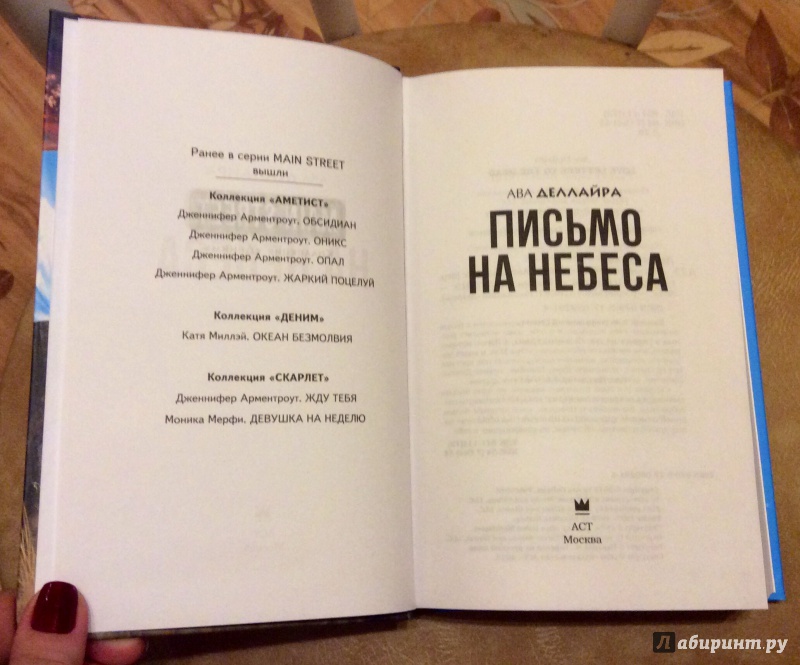 Ранее в серии MAIN STREET
вышли
Коллекция «АМЕТИСТ»
Дженнифер Арментроут. ОБСИДИАН
Дженнифер Арментроут. ОНИКС
Дженнифер Арментроут. ОПАЛ
Дженнифер Арментроут. ЖАРКИЙ ПОЦЕЛУЙ
Коллекция «ДЕНИМ»
Катя Миллэй. ОКЕАН БЕЗМОЛВИЯ
Коллекция «СКАРЛЕТ»
Дженнифер Арментроут. ЖДУ ТЕБЯ
Моника Мерфи. ДЕВУШКА НА НЕДЕЛЮ
АВА ДЕЛЛАЙРА
ПИСЬМО
НА НЕБЕСА
АСТ
Москва
Лабиринт.ру